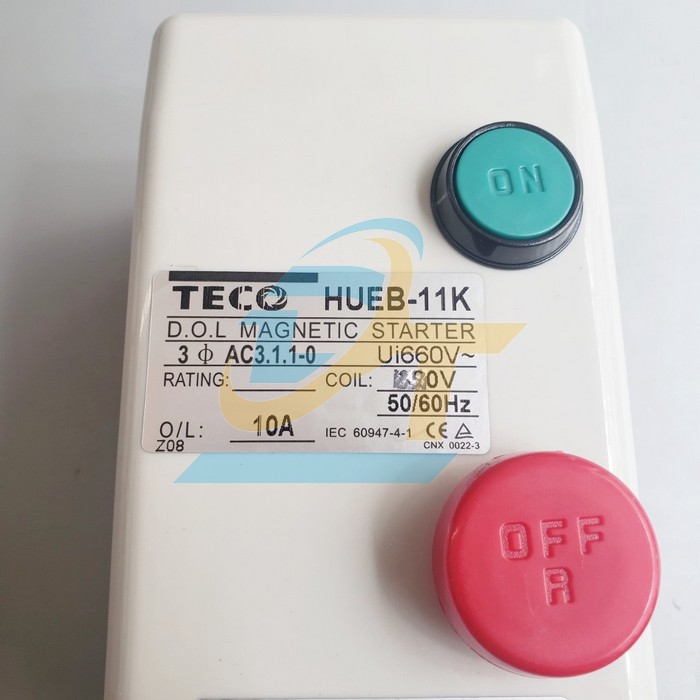 ON
TECO HUEB-11K
D.O.L MAGNETIC STARTER
3 Φ AC3.1.1-0 Ui660V~
RATING: COIL:
50/60Hz
O/L: 10A IEC 60947-4-1 CE
Z08 CNX 0022-3
OFF
R